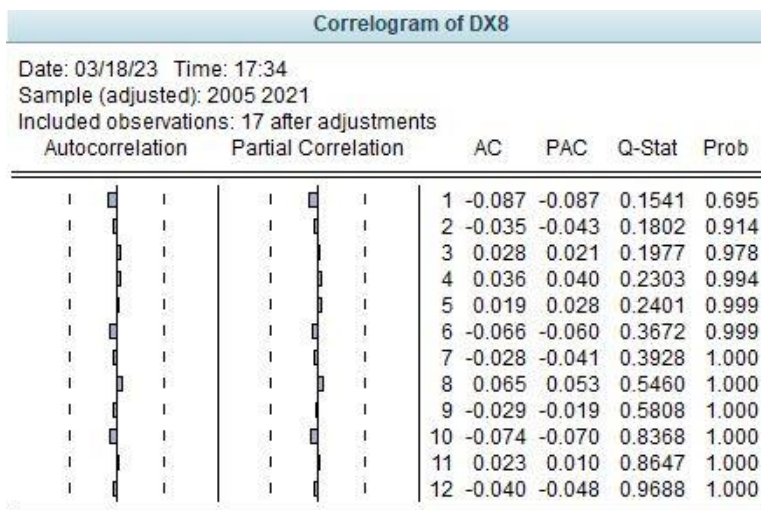 Correlogram of DX8
Date: 03/18/23 Time: 17:34
Sample (adjusted): 2005 2021
Included observations: 17 after adjustments
Autocorrelation Partial Correlation AC PAC Q-Stat Prob
1 -0.087 -0.087 0.1541 0.695
2 -0.035 -0.043 0.1802 0.914
3 0.028 0.021 0.1977 0.978
4 0.036 0.040 0.2303 0.994
5 0.019 0.028 0.2401 0.999
6 -0.066 -0.060 0.3672 0.999
7 -0.028 -0.041 0.3928 1.000
8 0.065 0.053 0.5460 1.000
9 -0.029 -0.019 0.5808 1.000
10 -0.074 -0.070 0.8368 1.000
11 0.023 0.010 0.8647 1.000
12 -0.040 -0.048 0.9688 1.000